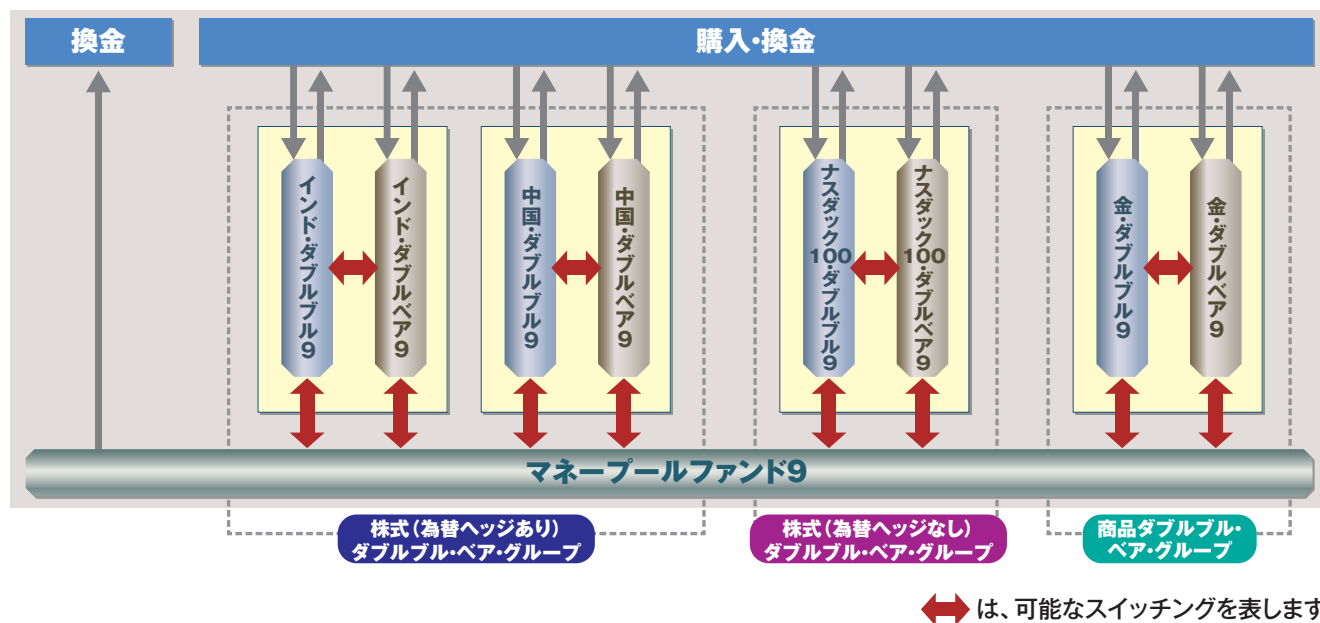 換金
購入・換金
インド・ダブルブル9
インド・ダブルベア9
中国・ダブルブル9
中国・ダブルベア9
ナスダック100・ダブルブル9
ナスダック100・ダブルベア9
金・ダブルブル9
金・ダブルベア9
マネープールファンド9
株式(為替ヘッジあり)
ダブルブル・ベア・グループ
株式(為替ヘッジなし)
ダブルブル・ベア・グループ
商品ダブルブル・
ベア・グループ
は、可能なスイッチングを表します